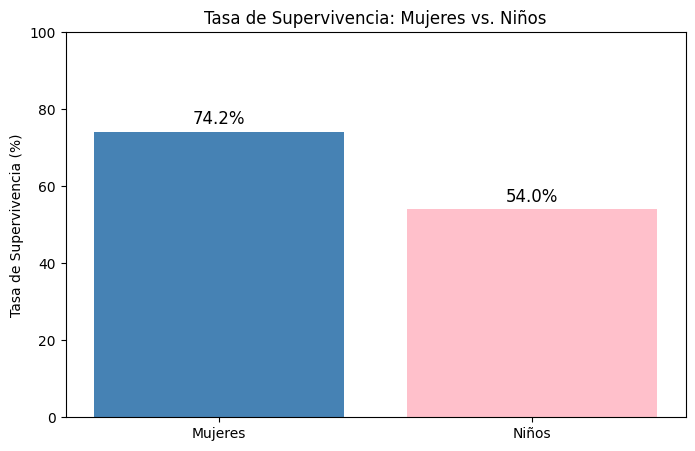 Tasa de Supervivencia: Mujeres vs. Niños
100
80
60
40
20
0
Tasa de Supervivencia (%)
74.2%
54.0%
Mujeres
Niños